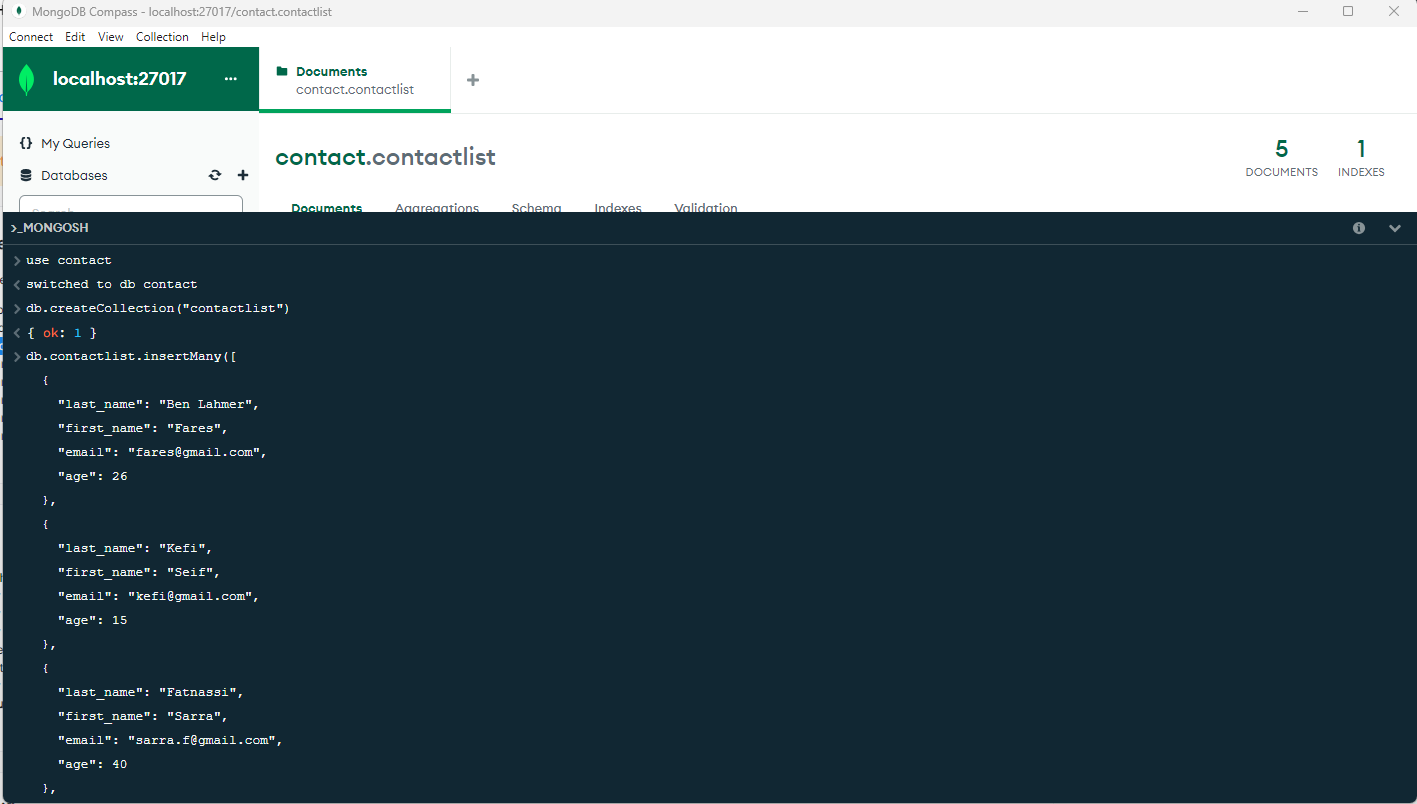 MongoDB Compass - localhost:27017/contact.contactlist
Connect Edit View Collection Help
localhost:27017 ...
Documents
contact.contactlist
{} My Queries
Databases
Search
contact.contactlist
5
DOCUMENTS
1
INDEXES
Documents Aggregations Schema Indexes Validation
>_MONGOSH
> use contact
< switched to db contact
> db.createCollection("contactlist")
< { ok: 1 }
> db.contactlist.insertMany([
{
"last_name": "Ben Lahmer",
"first_name": "Fares",
"email": "fares@gmail.com",
"age": 26
},
{
"last_name": "Kefi",
"first_name": "Seif",
"email": "kefi@gmail.com",
"age": 15
},
{
"last_name": "Fatnassi",
"first_name": "Sarra",
"email": "sarra.f@gmail.com",
"age": 40
},